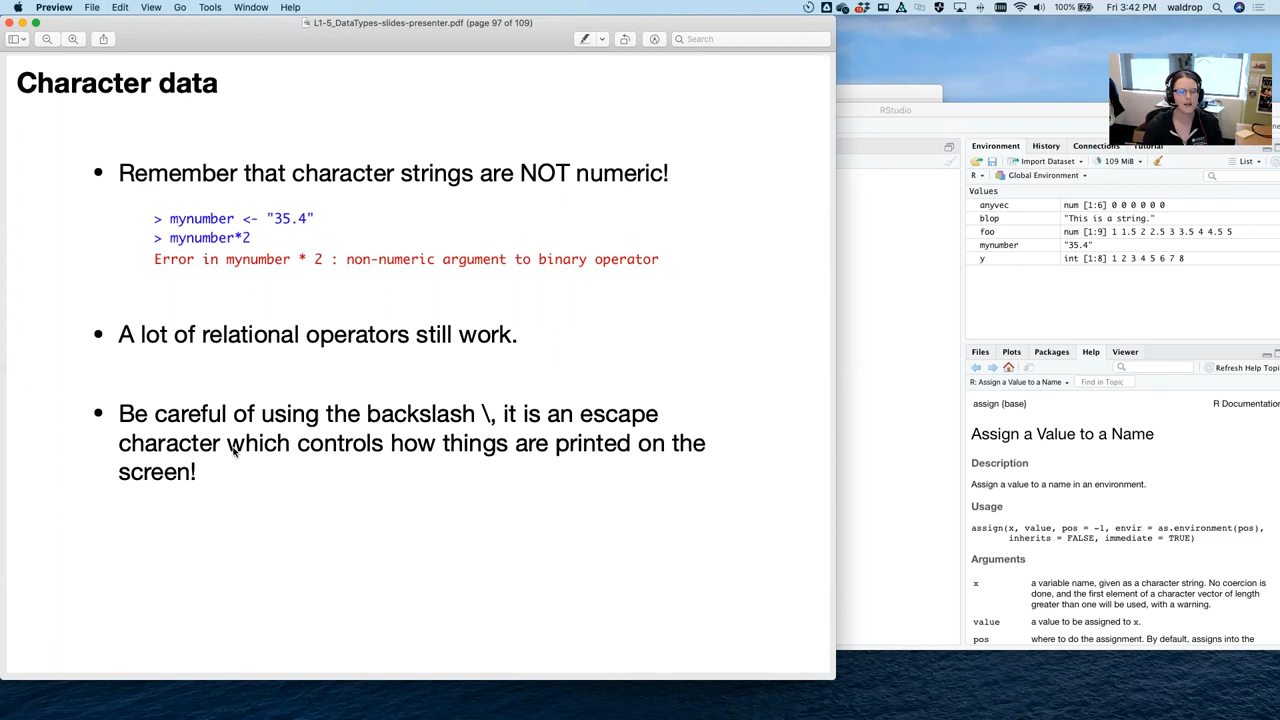 Preview File Edit View Go Tools Window Help
100% Fri 3:42 PM waldrop
L1-5_DataTypes-slides-presenter.pdf (page 97 of 109)
Search
Character data
• Remember that character strings are NOT numeric!
> mynumber <- "35.4"
> mynumber*2
Error in mynumber * 2 : non-numeric argument to binary operator
• A lot of relational operators still work.
• Be careful of using the backslash \, it is an escape
character which controls how things are printed on the
screen!
RStudio
Environment History Connections Tutorial
Import Dataset 109 MiB List
R Global Environment
Values
anyvec num [1:6] 0 0 0 0 0 0
blop "This is a string."
foo num [1:9] 1 1.5 2 2.5 3 3.5 4 4.5 5
mynumber "35.4"
y int [1:8] 1 2 3 4 5 6 7 8
Files Plots Packages Help Viewer
Refresh Help Topi
R: Assign a Value to a Name Find in Topic
assign {base} R Documentation
Assign a Value to a Name
Description
Assign a value to a name in an environment.
Usage
assign(x, value, pos = -1, envir = as.environment(pos),
inherits = FALSE, immediate = TRUE)
Arguments
x a variable name, given as a character string. No coercion is
done, and the first element of a character vector of length
greater than one will be used, with a warning.
value a value to be assigned to x.
pos where to do the assignment. By default, assigns into the